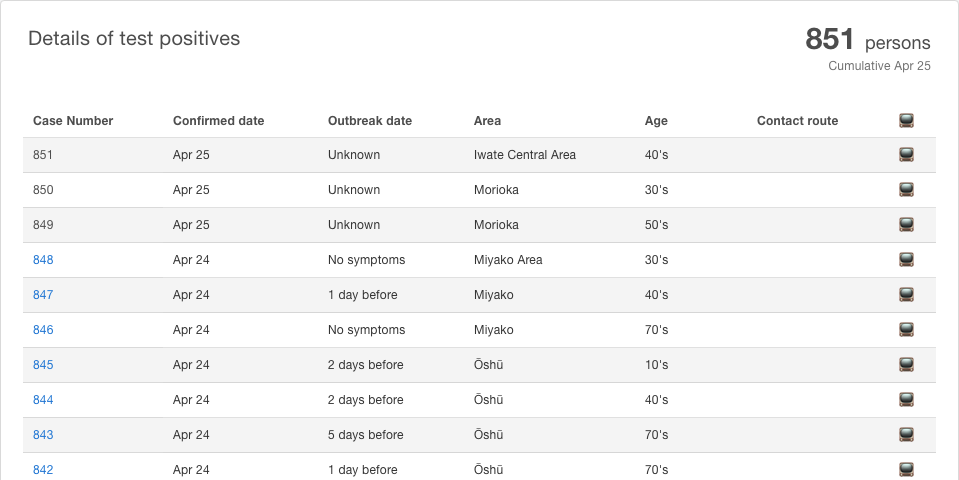 Details of test positives
851 persons
Cumulative Apr 25
Case Number Confirmed date Outbreak date Area Age Contact route
851 Apr 25 Unknown Iwate Central Area 40's
850 Apr 25 Unknown Morioka 30's
849 Apr 25 Unknown Morioka 50's
848 Apr 24 No symptoms Miyako Area 30's
847 Apr 24 1 day before Miyako 40's
846 Apr 24 No symptoms Miyako 70's
845 Apr 24 2 days before Ōshū 10's
844 Apr 24 2 days before Ōshū 40's
843 Apr 24 5 days before Ōshū 70's
842 Apr 24 1 day before Ōshū 70's